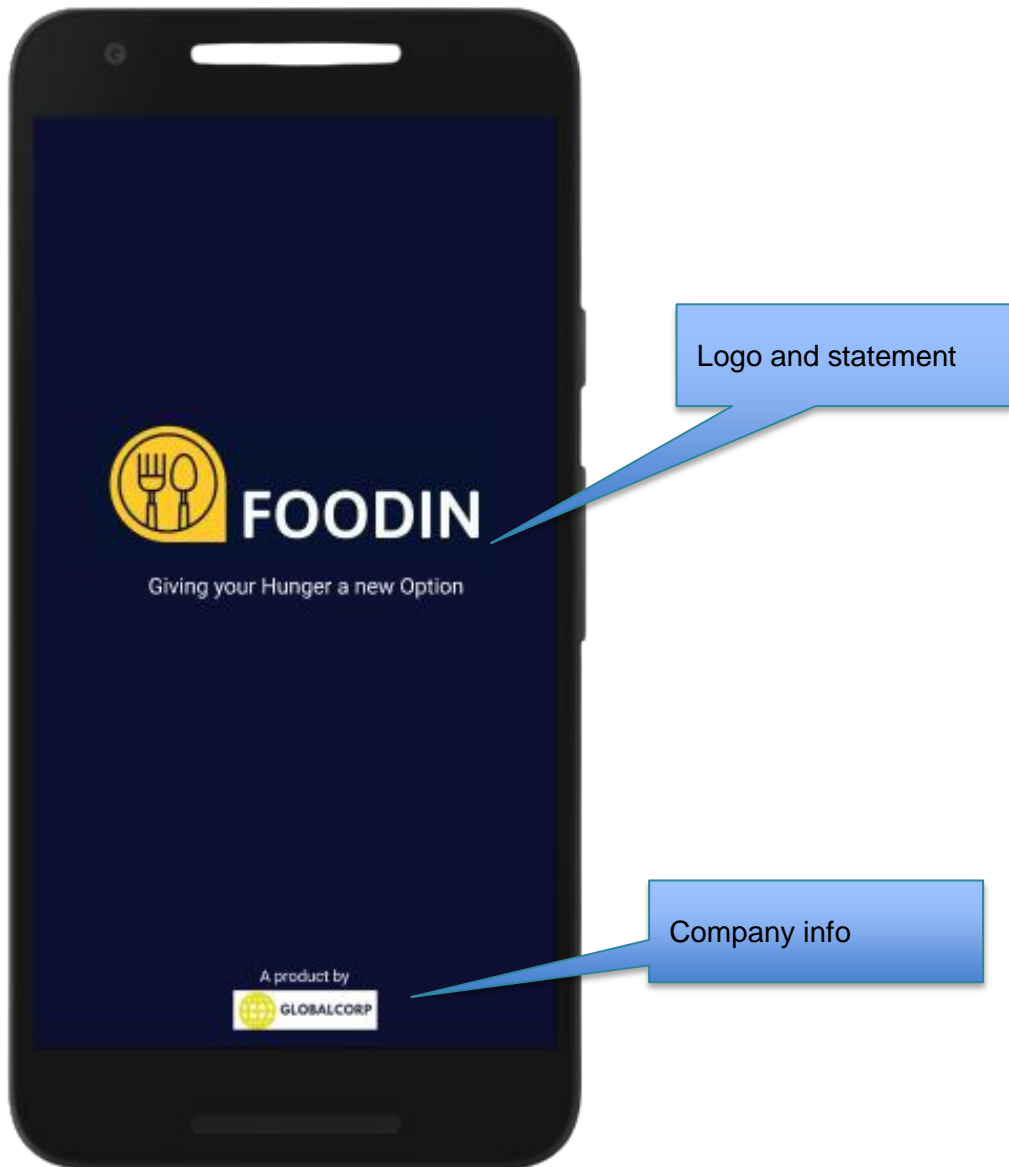 Logo and statement
FOODIN
Giving your Hunger a new Option
Company info
A product by
GLOBALCORP